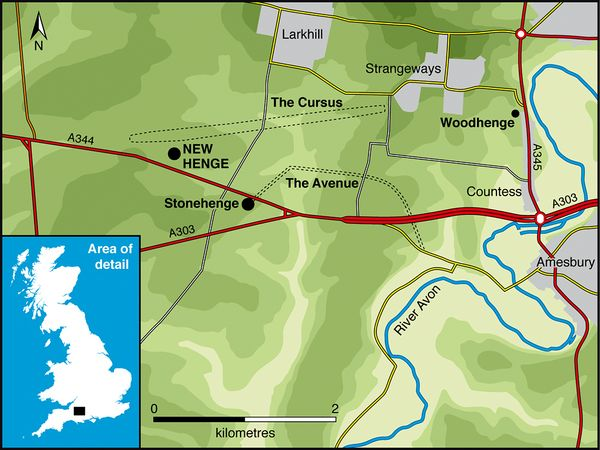 N
Larkhill
Strangeways
The Cursus
Woodhenge
A344
NEW
HENGE
A345
The Avenue
Countess
Stonehenge
A303
A303
Area of
detail
Amesbury
River Avon
0
2
kilometres